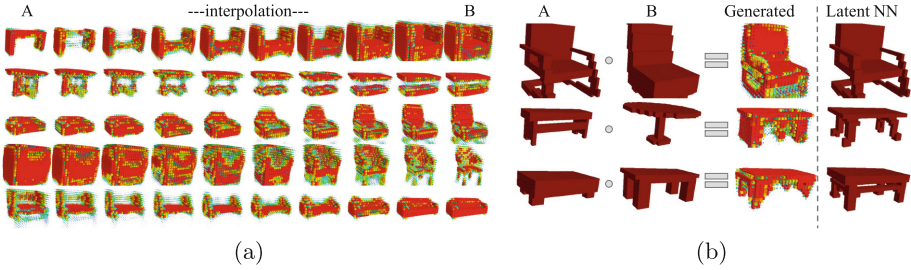 A ---interpolation--- B
A B Generated Latent NN
(a)
(b)